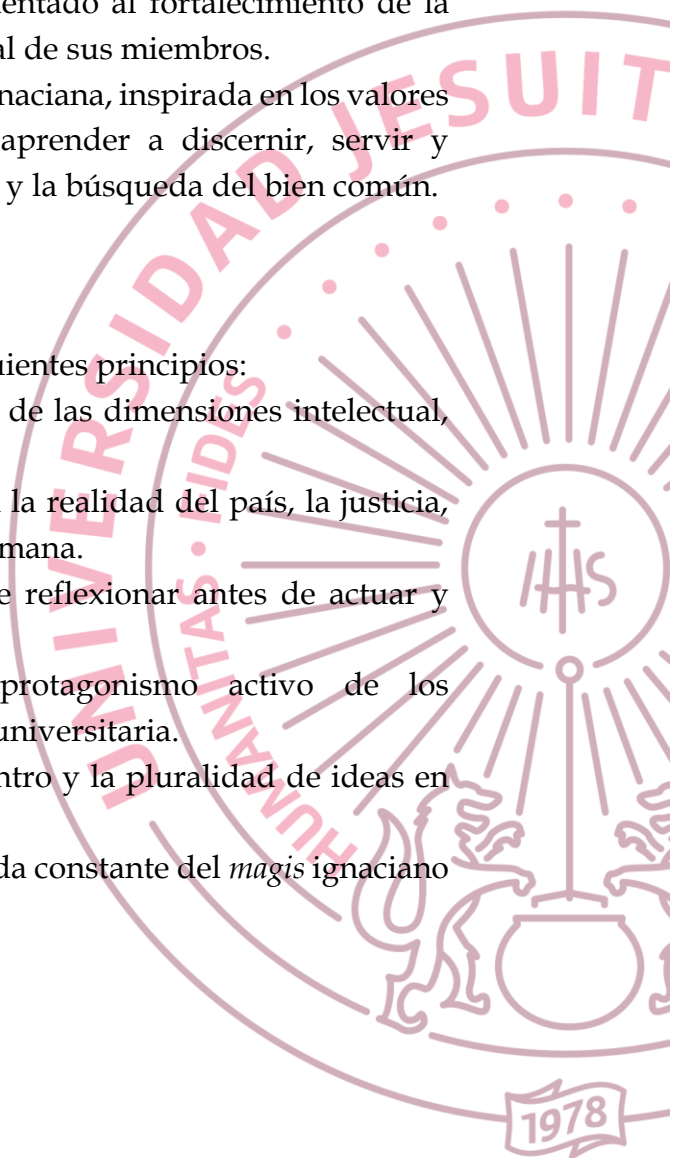 entado al fortalecimiento de la
al de sus miembros.
naciana, inspirada en los valores
aprender a discernir, servir y
y la búsqueda del bien común.
uientes principios:
de las dimensiones intelectual,
la realidad del país, la justicia,
mana.
e reflexionar antes de actuar y
protagonismo activo de los
universitaria.
ntro y la pluralidad de ideas en
da constante del magis ignaciano
UNIVERSIDAD JESUIT
HUMANITAS • FIDES
IHS
1978